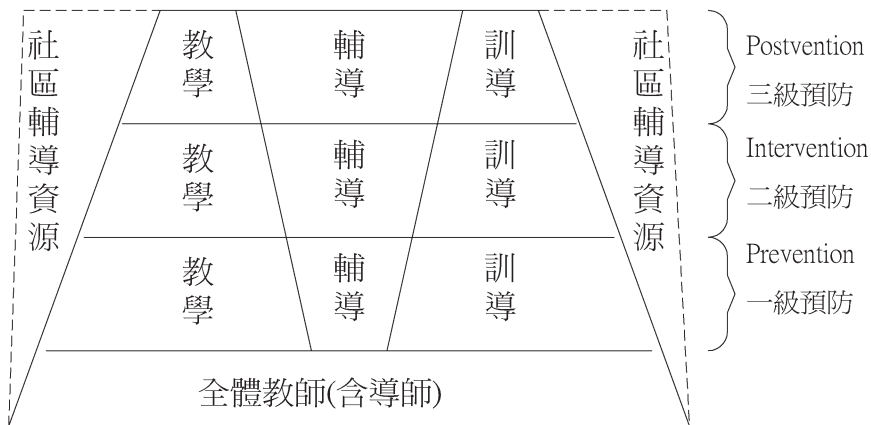 社區輔導資源
教學
輔導
訓導
社區輔導資源
Postvention
三級預防
教學
輔導
訓導
Intervention
二級預防
教學
輔導
訓導
Prevention
一級預防
全體教師(含導師)